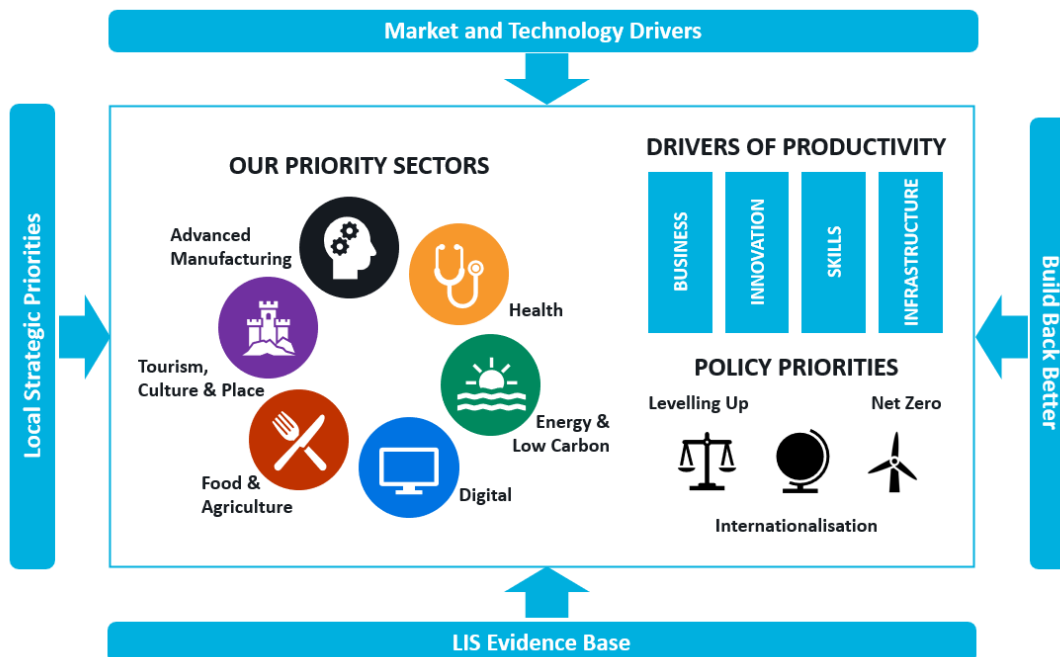 Market and Technology Drivers
Local Strategic Priorities
OUR PRIORITY SECTORS
Advanced
Manufacturing
Health
Tourism,
Culture & Place
Energy &
Low Carbon
Food &
Agriculture
Digital
DRIVERS OF PRODUCTIVITY
BUSINESS
INNOVATION
SKILLS
INFRASTRUCTURE
POLICY PRIORITIES
Levelling Up
Net Zero
Internationalisation
Build Back Better
LIS Evidence Base